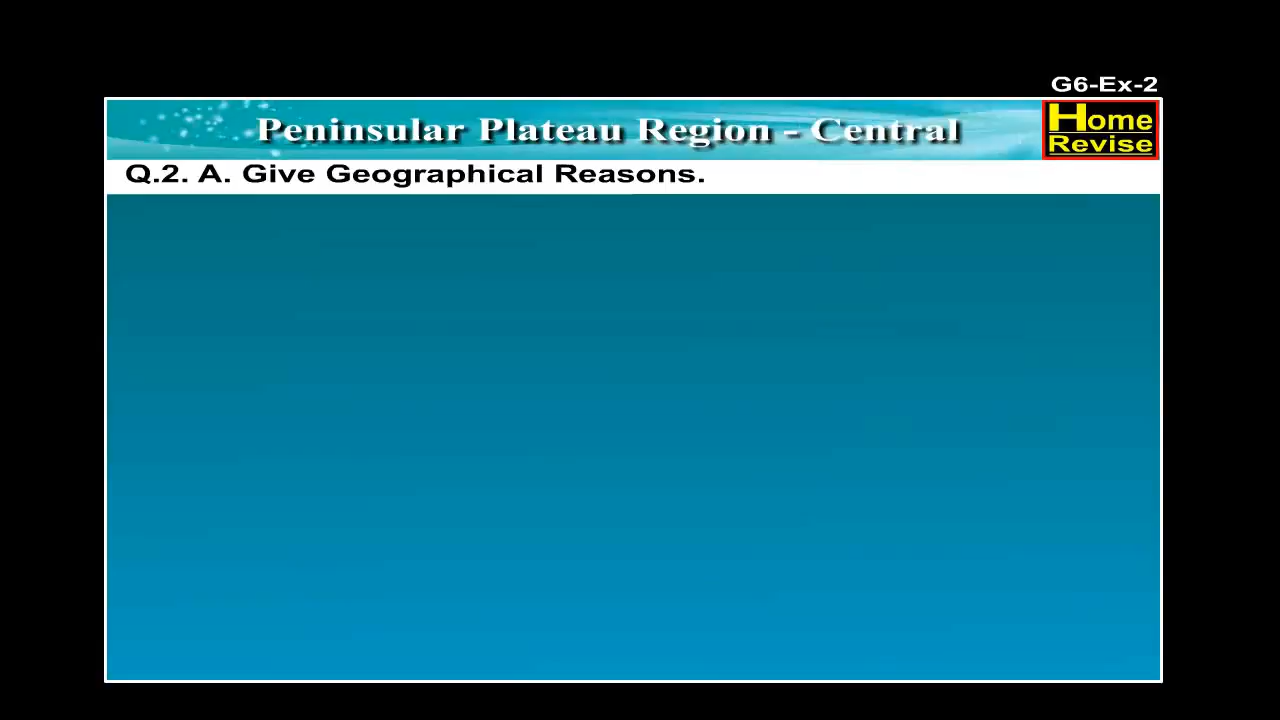 G6-Ex-2
Peninsular Plateau Region - Central
Home
Revise
Q.2. A. Give Geographical Reasons.